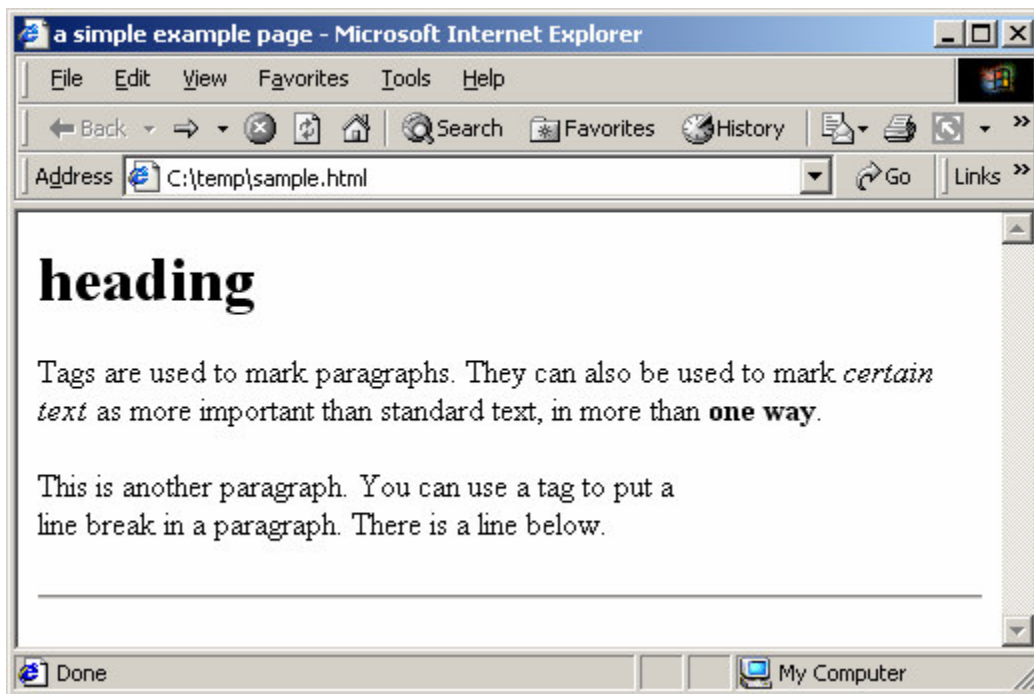 a simple example page - Microsoft Internet Explorer
File Edit View Favorites Tools Help
Back Search Favorites History »
Address C:\temp\sample.html Go Links »
heading
Tags are used to mark paragraphs. They can also be used to mark certain
text as more important than standard text, in more than one way.
This is another paragraph. You can use a tag to put a
line break in a paragraph. There is a line below.
Done My Computer